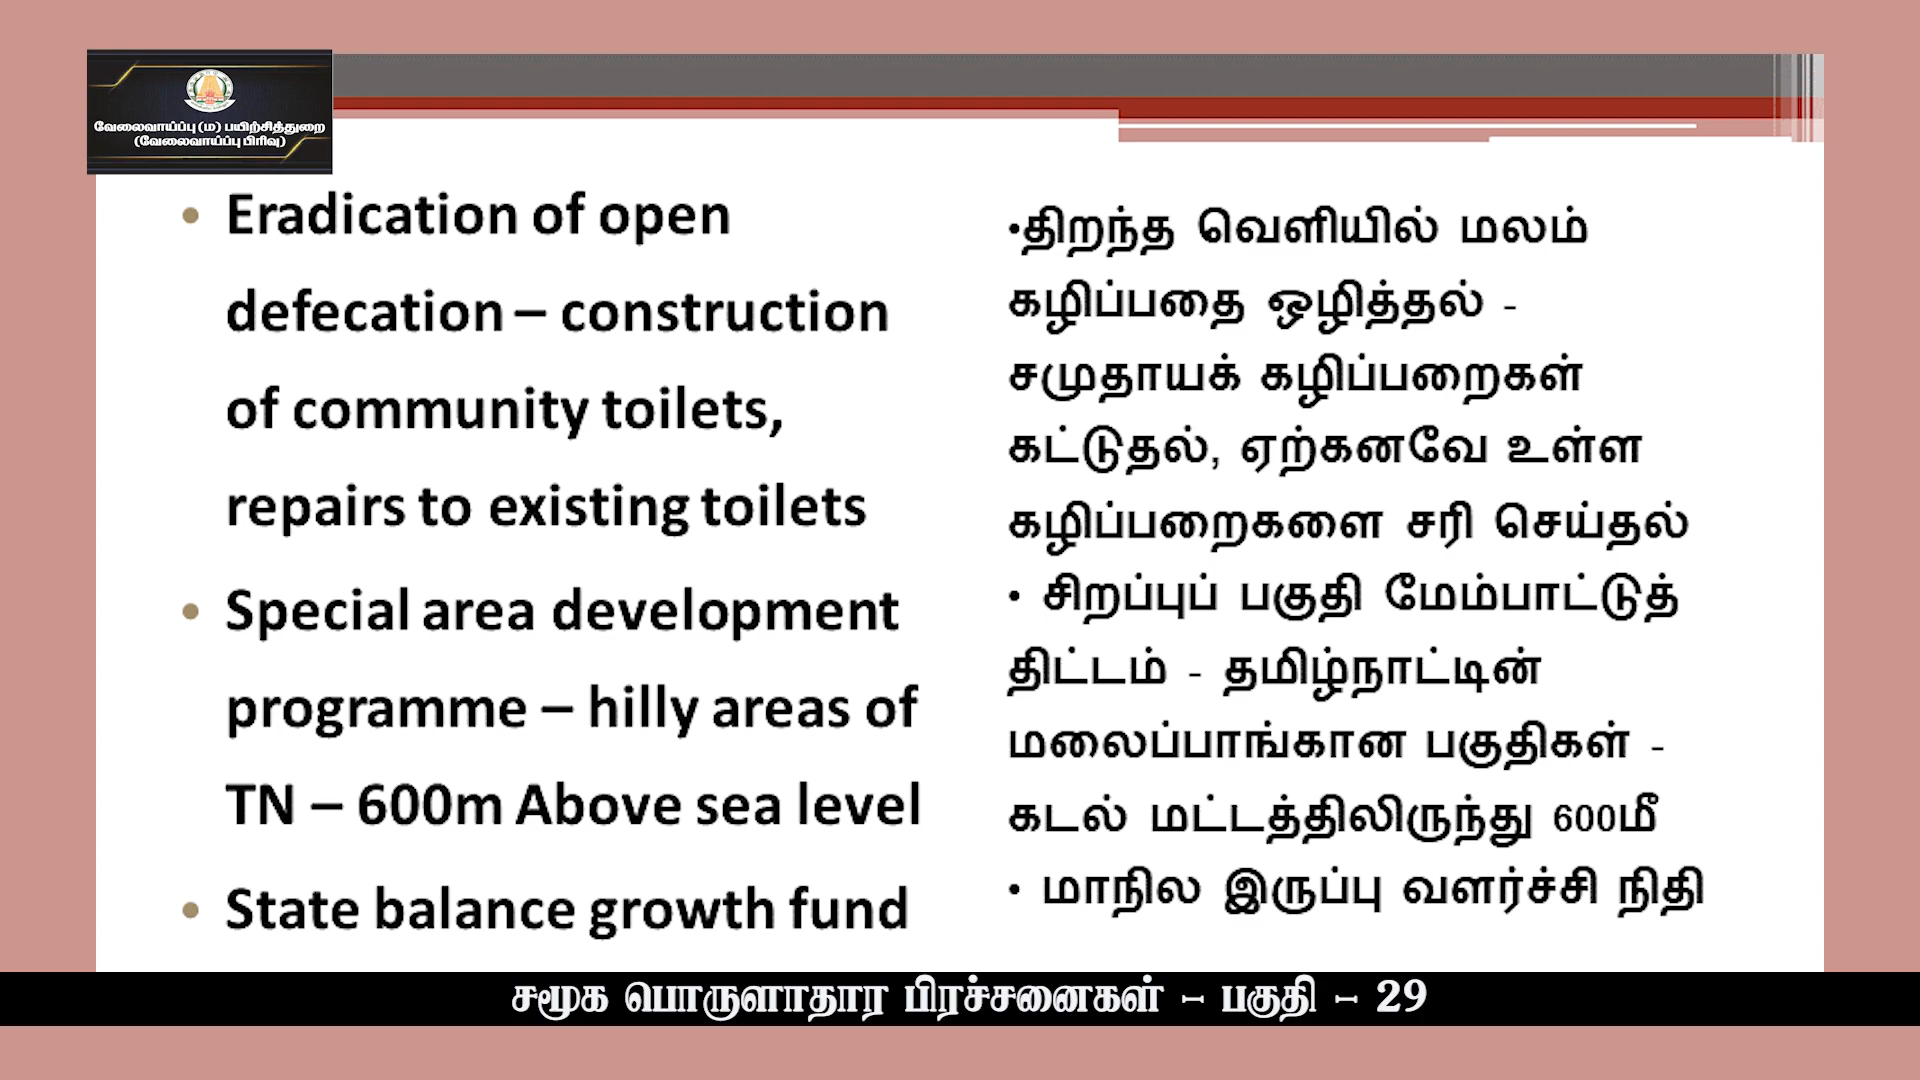 வேலைவாய்ப்பு (ம) பயிற்சித்துறை
(வேலைவாய்ப்பு பிரிவு)
• Eradication of open
defecation – construction
of community toilets,
repairs to existing toilets
• Special area development
programme – hilly areas of
TN – 600m Above sea level
• State balance growth fund
•திறந்த வெளியில் மலம்
கழிப்பதை ஒழித்தல் -
சமுதாயக் கழிப்பறைகள்
கட்டுதல், ஏற்கனவே உள்ள
கழிப்பறைகளை சரி செய்தல்
• சிறப்புப் பகுதி மேம்பாட்டுத்
திட்டம் - தமிழ்நாட்டின்
மலைப்பாங்கான பகுதிகள் -
கடல் மட்டத்திலிருந்து 600மீ
• மாநில இருப்பு வளர்ச்சி நிதி
சமூக பொருளாதார பிரச்சனைகள் – பகுதி – 29